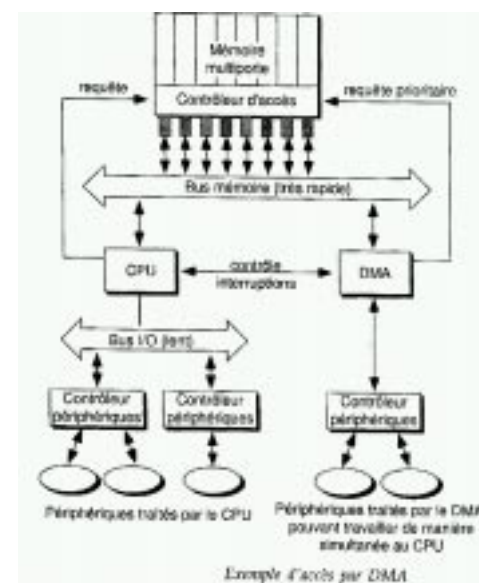 Mémoire
multiporte
Contrôleur d'accès
requête
requête prioritaire
Bus mémoire (très rapide)
CPU
contrôle
interruptions
DMA
Bus I/O (lent)
Contrôleur
périphériques
Contrôleur
périphériques
Contrôleur
périphériques
Périphériques traités par le CPU
Périphériques traités par le DMA
pouvant travailler de manière
simultanée au CPU
Exemple d'accès par DMA